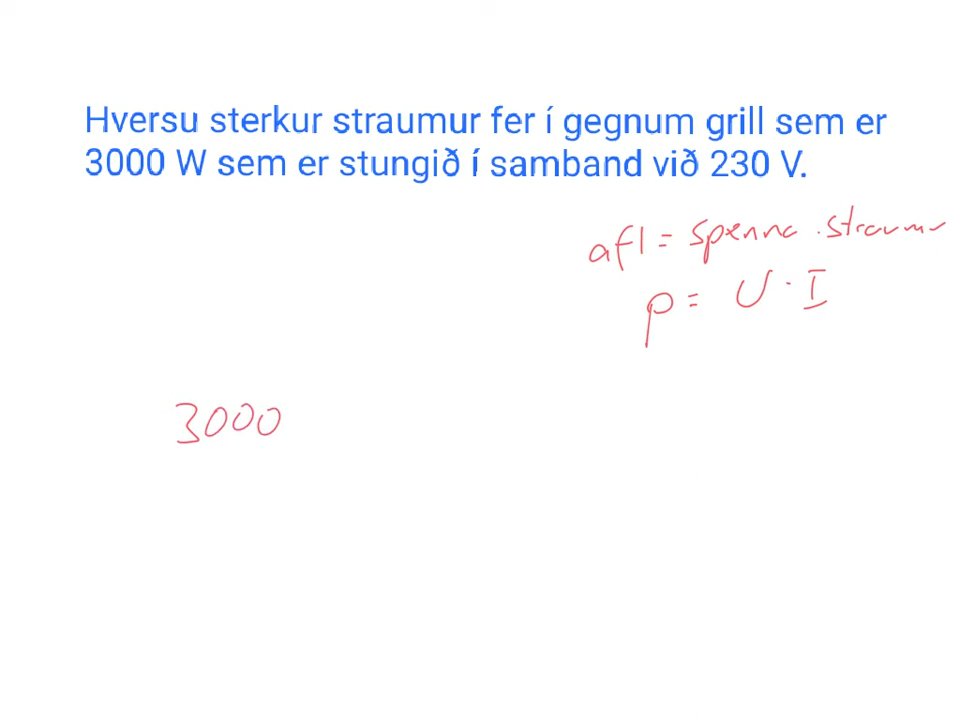 Hversu sterkur straumur fer í gegnum grill sem er
3000 W sem er stungið í samband við 230 V.
afl = spenna · straumur
P = U · I
3000